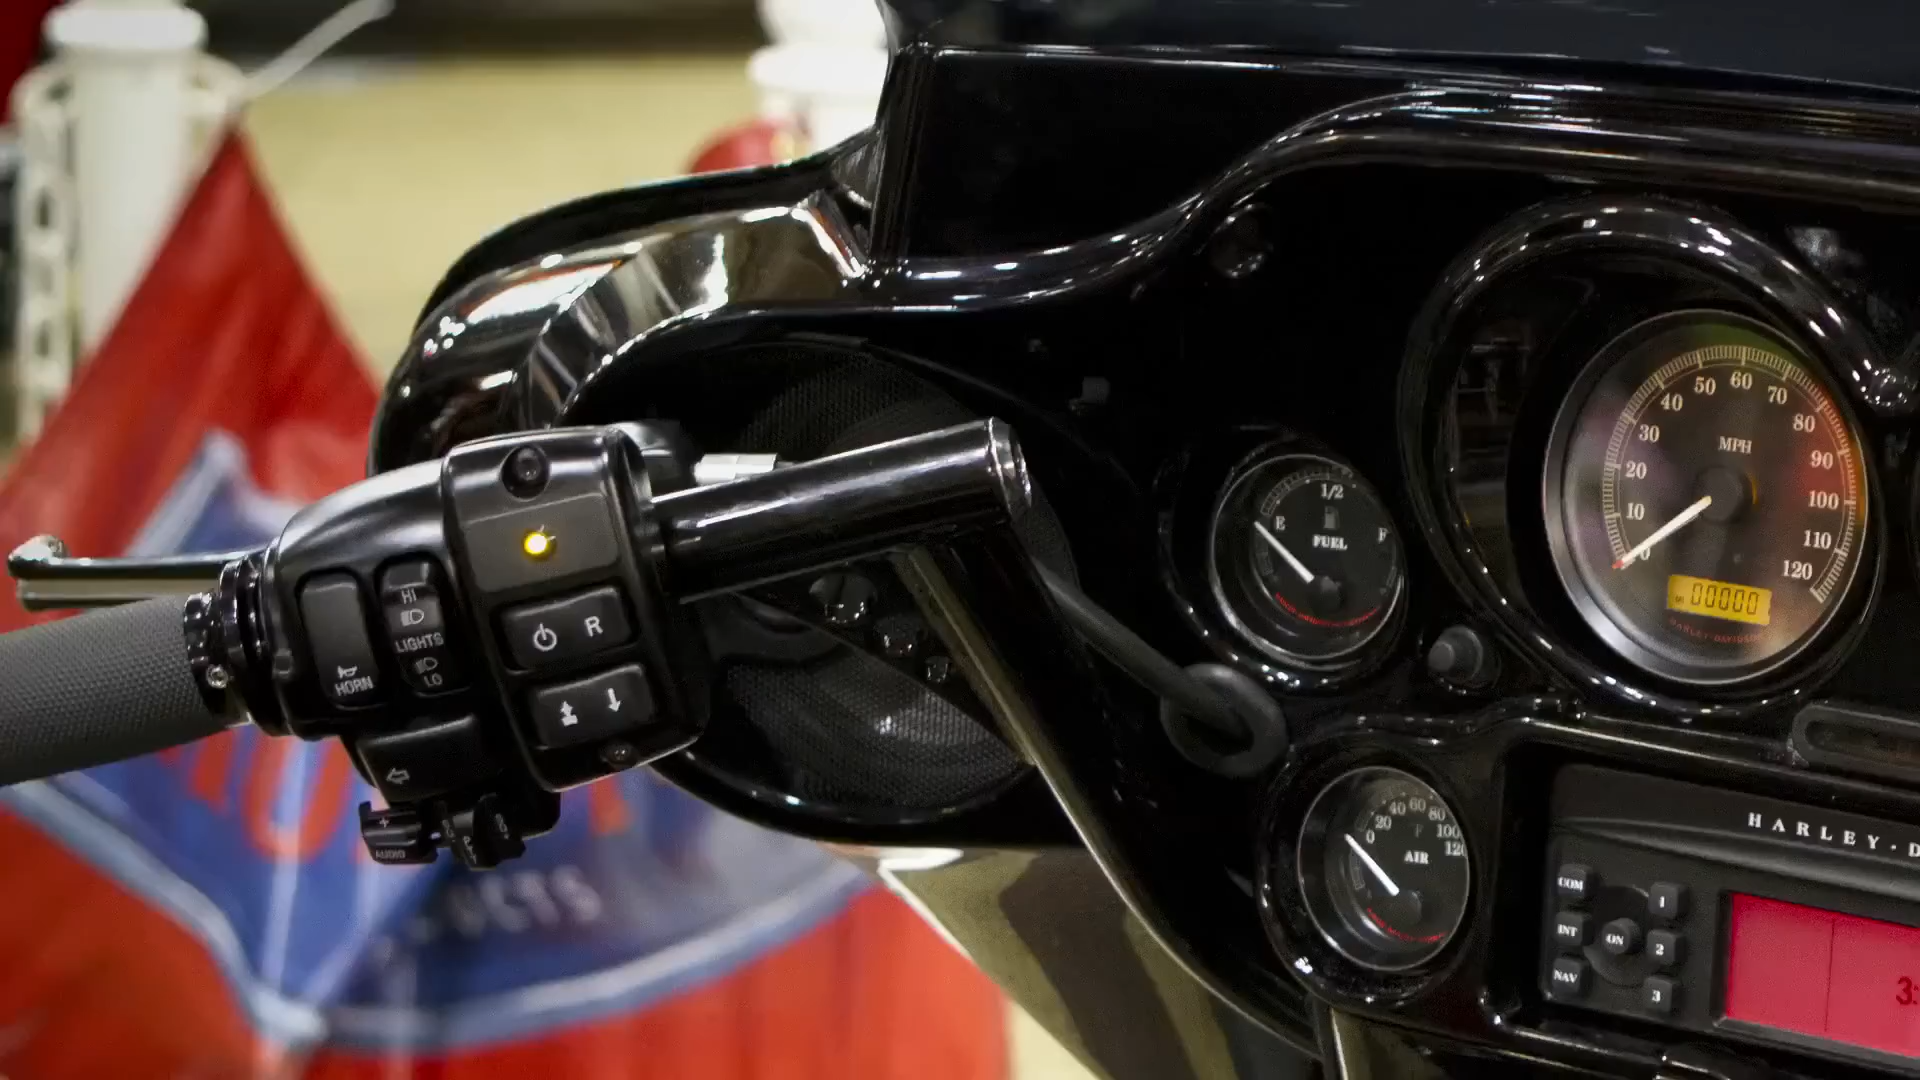 HI
LIGHTS
LO
HORN
R
AUDIO
E
1/2
F
FUEL
0
10
20
30
40
50
60
70
80
90
100
110
120
MPH
00000
HARLEY-DAVIDSON
0
20
40
60
80
100
120
F
AIR
HARLEY·D
COM
INT
NAV
ON
1
2
3
3: